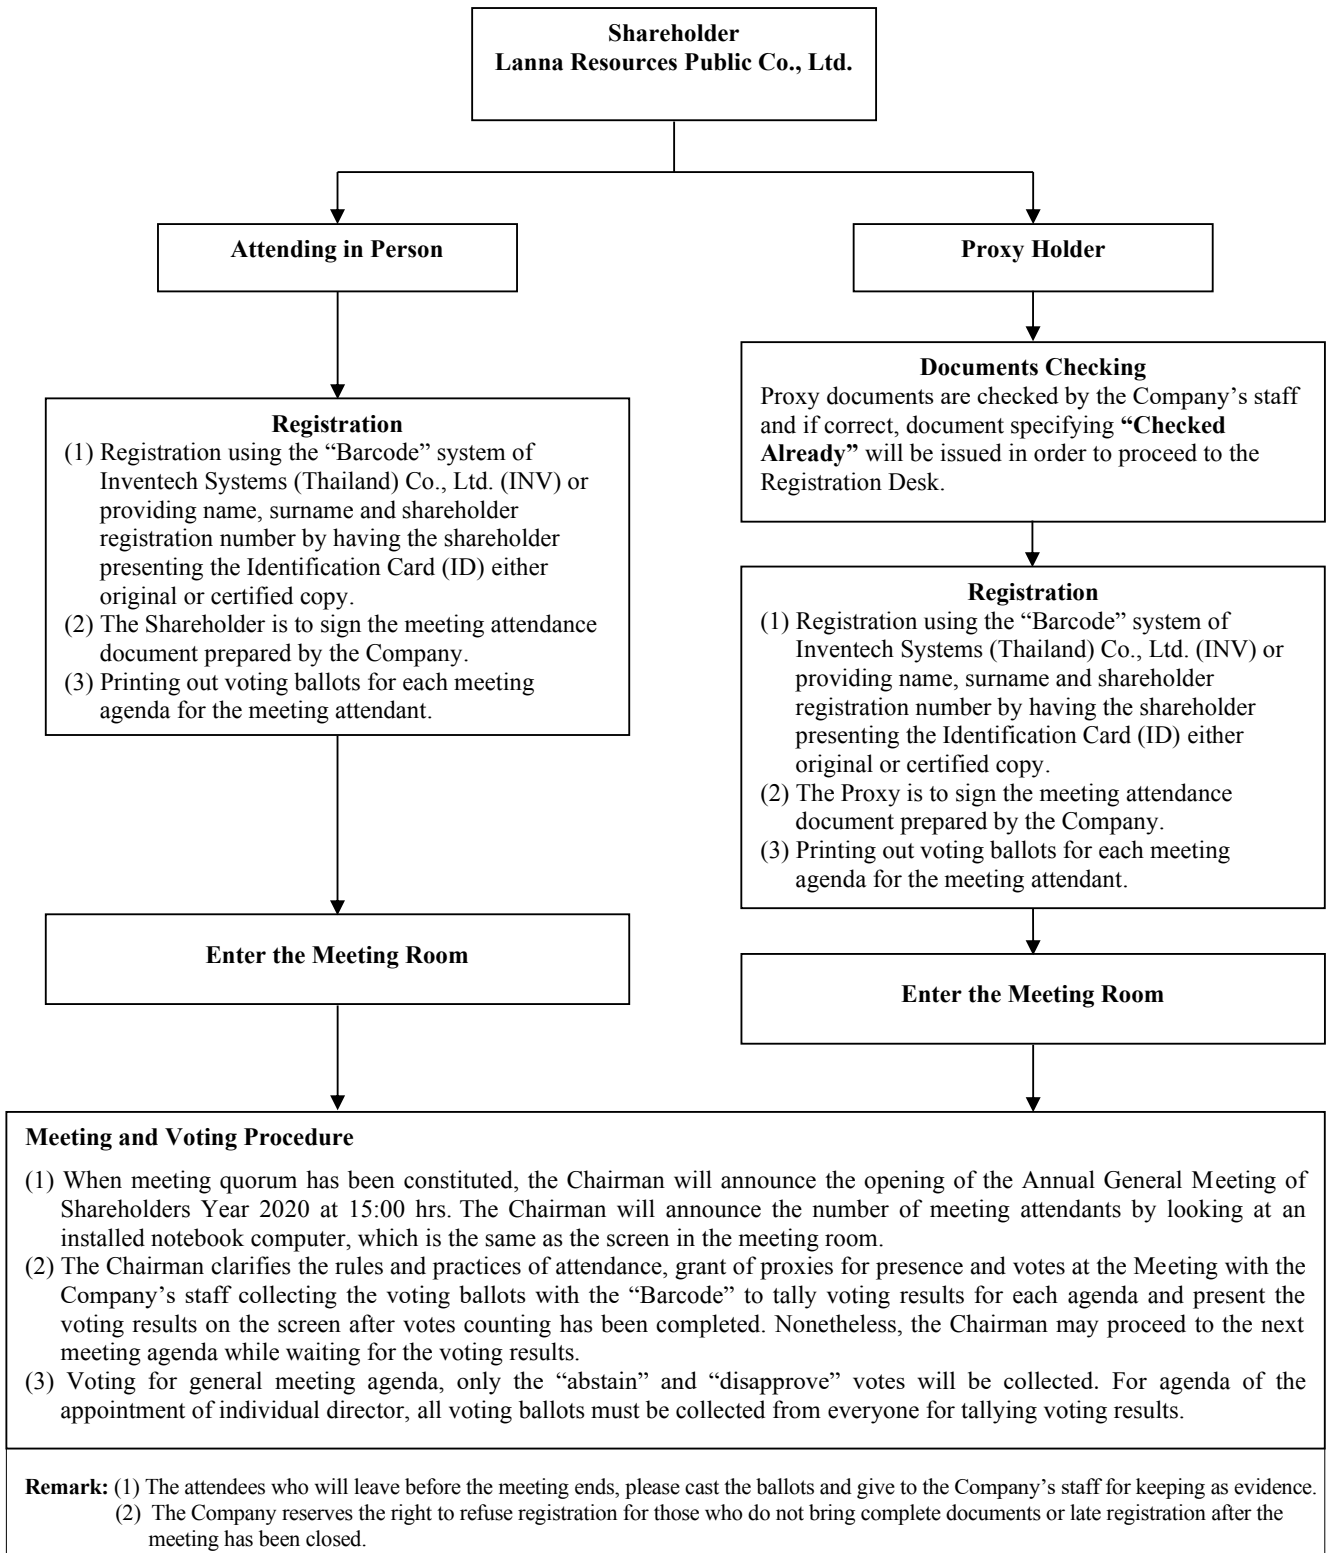 Shareholder
Lanna Resources Public Co., Ltd.
Attending in Person
Proxy Holder
Documents Checking
Proxy documents are checked by the Company’s staff
and if correct, document specifying “Checked
Already” will be issued in order to proceed to the
Registration Desk.
Registration
(1) Registration using the “Barcode” system of
Inventech Systems (Thailand) Co., Ltd. (INV) or
providing name, surname and shareholder
registration number by having the shareholder
presenting the Identification Card (ID) either
original or certified copy.
(2) The Shareholder is to sign the meeting attendance
document prepared by the Company.
(3) Printing out voting ballots for each meeting
agenda for the meeting attendant.
Registration
(1) Registration using the “Barcode” system of
Inventech Systems (Thailand) Co., Ltd. (INV) or
providing name, surname and shareholder
registration number by having the shareholder
presenting the Identification Card (ID) either
original or certified copy.
(2) The Proxy is to sign the meeting attendance
document prepared by the Company.
(3) Printing out voting ballots for each meeting
agenda for the meeting attendant.
Enter the Meeting Room
Enter the Meeting Room
Meeting and Voting Procedure
(1) When meeting quorum has been constituted, the Chairman will announce the opening of the Annual General Meeting of
Shareholders Year 2020 at 15:00 hrs. The Chairman will announce the number of meeting attendants by looking at an
installed notebook computer, which is the same as the screen in the meeting room.
(2) The Chairman clarifies the rules and practices of attendance, grant of proxies for presence and votes at the Meeting with the
Company’s staff collecting the voting ballots with the “Barcode” to tally voting results for each agenda and present the
voting results on the screen after votes counting has been completed. Nonetheless, the Chairman may proceed to the next
meeting agenda while waiting for the voting results.
(3) Voting for general meeting agenda, only the “abstain” and “disapprove” votes will be collected. For agenda of the
appointment of individual director, all voting ballots must be collected from everyone for tallying voting results.
Remark: (1) The attendees who will leave before the meeting ends, please cast the ballots and give to the Company’s staff for keeping as evidence.
(2) The Company reserves the right to refuse registration for those who do not bring complete documents or late registration after the
meeting has been closed.